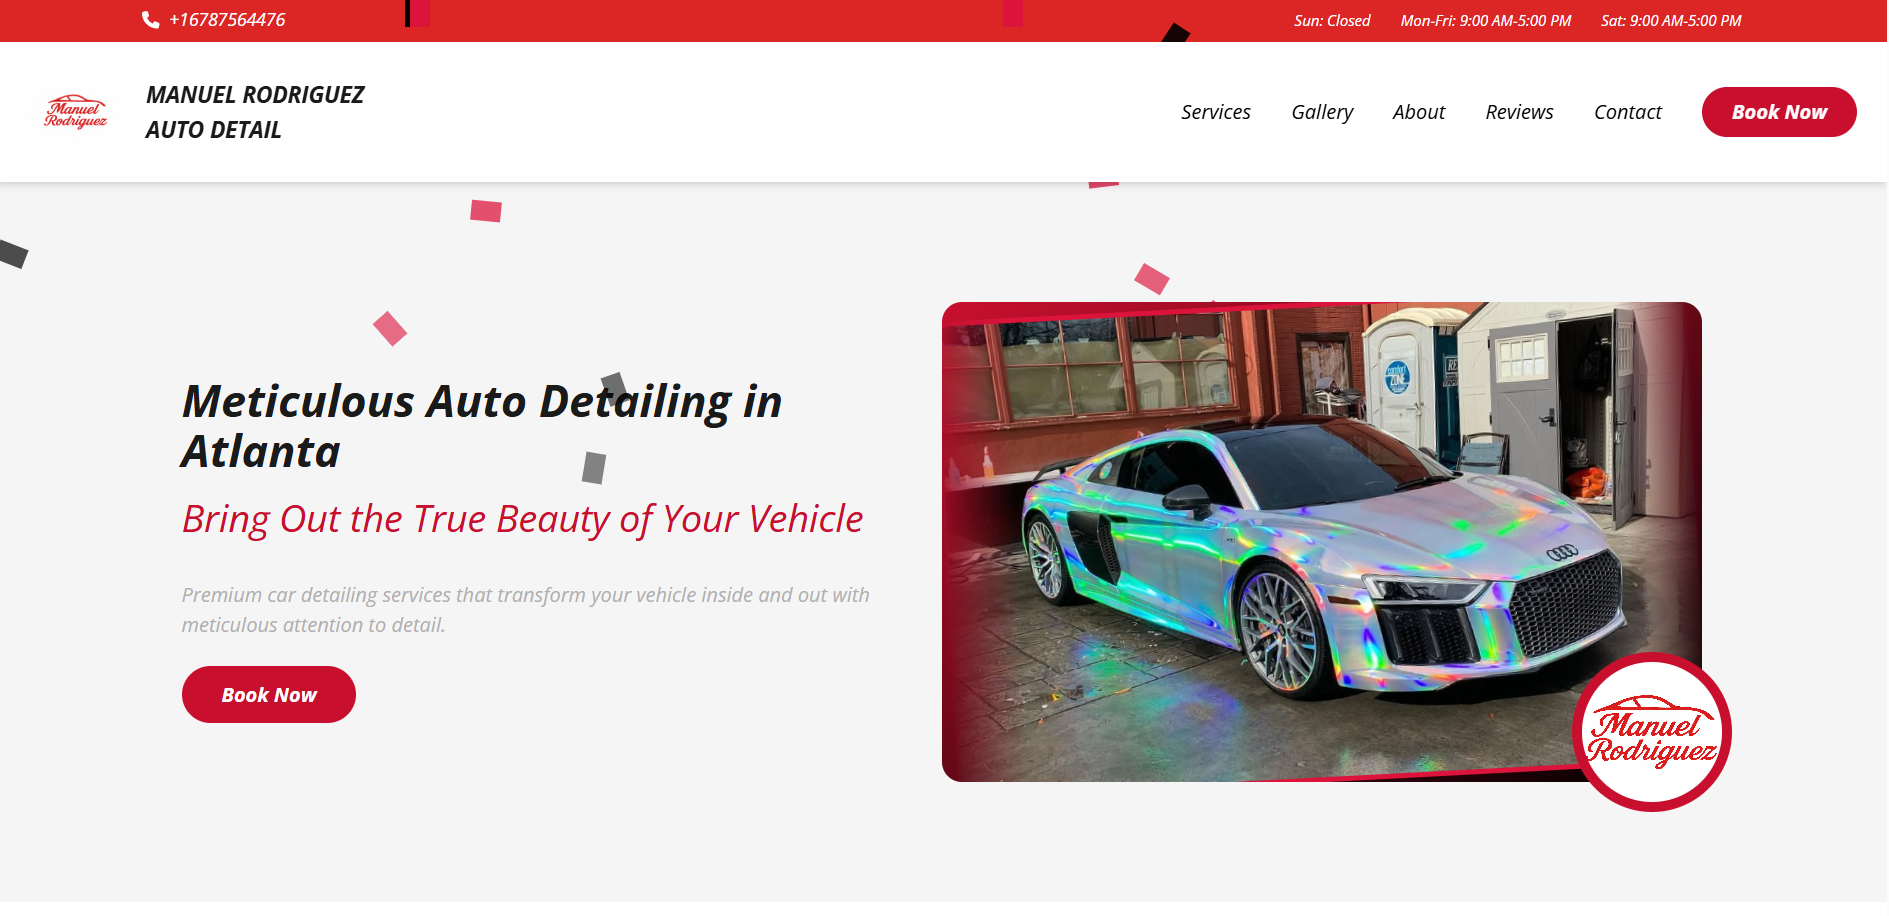 +16787564476
Sun: Closed Mon-Fri: 9:00 AM-5:00 PM Sat: 9:00 AM-5:00 PM
Manuel
Rodriguez
MANUEL RODRIGUEZ
AUTO DETAIL
Services Gallery About Reviews Contact Book Now
Meticulous Auto Detailing in
Atlanta
Bring Out the True Beauty of Your Vehicle
Premium car detailing services that transform your vehicle inside and out with
meticulous attention to detail.
Book Now
ZONE
Manuel
Rodriguez